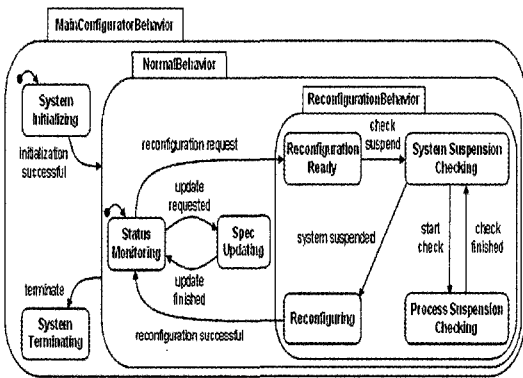 MainConfiguratorBehavior
NormalBehavior
ReconfigurationBehavior
System
Initializing
initialization
successful
reconfiguration request
Reconfiguration
Ready
check
suspend
System Suspension
Checking
update
requested
Status
Monitoring
Spec
Updating
system suspended
start
check
check
finished
update
finished
terminate
System
Terminating
reconfiguration successful
Reconfiguring
Process Suspension
Checking